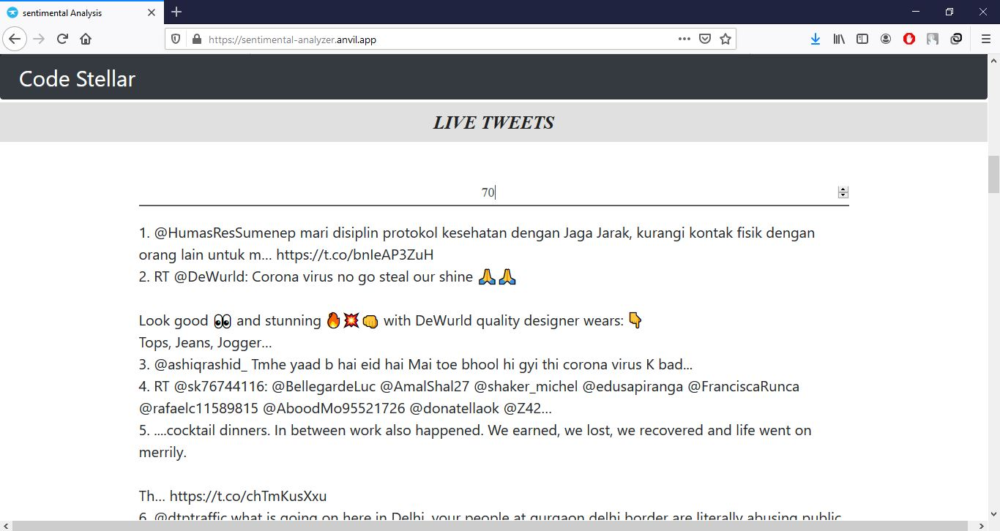 sentimental Analysis
https://sentimental-analyzer.anvil.app
Code Stellar
LIVE TWEETS
70
1. @HumasResSumenep mari disiplin protokol kesehatan dengan Jaga Jarak, kurangi kontak fisik dengan
orang lain untuk m… https://t.co/bnIeAP3ZuH
2. RT @DeWurld: Corona virus no go steal our shine 🙏🙏
Look good 👀 and stunning 🔥💥👊 with DeWurld quality designer wears: 👇
Tops, Jeans, Jogger…
3. @ashiqrashid_ Tmhe yaad b hai eid hai Mai toe bhool hi gyi thi corona virus K bad...
4. RT @sk76744116: @BellegardeLuc @AmalShal27 @shaker_michel @edusapiranga @FranciscaRunca
@rafaelc11589815 @AboodMo95521726 @donatellaok @Z42…
5. ....cocktail dinners. In between work also happened. We earned, we lost, we recovered and life went on
merrily.
Th… https://t.co/chTmKusXxu
6. @dtptraffic what is going on here in Delhi, your people at gurgaon delhi border are literally abusing public